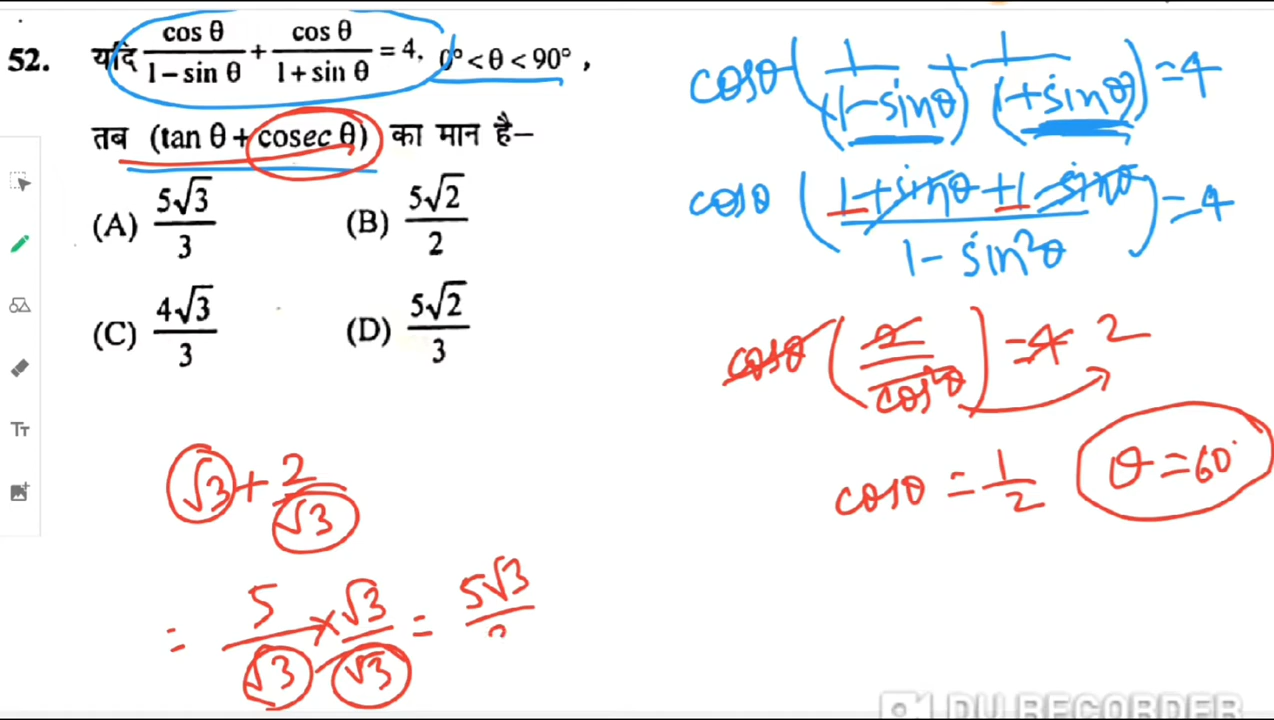 52. यदि cos θ / (1 − sin θ) + cos θ / (1 + sin θ) = 4, 0° < θ < 90° ,
तब (tan θ + cosec θ) का मान है–
(A) 5√3 / 3 (B) 5√2 / 2
(C) 4√3 / 3 (D) 5√2 / 3
cosθ ( 1 / (1 − sinθ) + 1 / (1 + sinθ) ) = 4
cosθ ( (1 + sinθ + 1 − sinθ) / (1 − sin²θ) ) = 4
cosθ ( 2 / cos²θ ) = 4 2
cosθ = 1 / 2 θ = 60°
√3 + 2 / √3
= 5 / √3 × √3 / √3 = 5√3
Tт
DU RECORDER